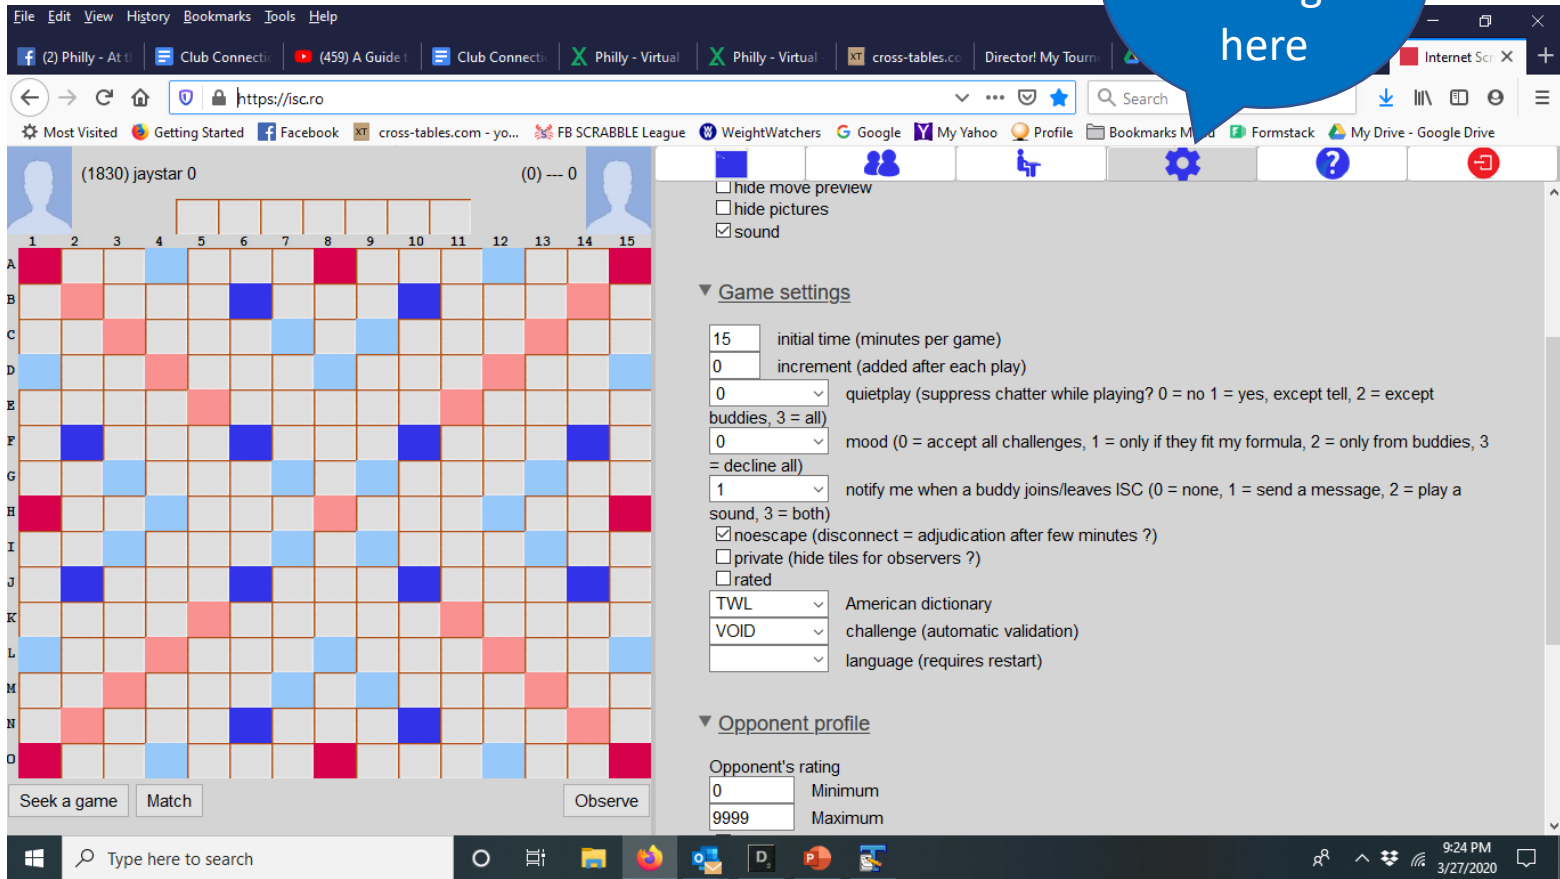 here
File Edit View History Bookmarks Tools Help
(2) Philly - At t
Club Connectio
(459) A Guide t
Club Connectio
Philly - Virtual
Philly - Virtual
cross-tables.co
Director! My Tourn
Internet Scr
https://isc.ro
Search
Most Visited Getting Started Facebook cross-tables.com - yo... FB SCRABBLE League WeightWatchers Google My Yahoo Profile Bookmarks M Formstack My Drive - Google Drive
(1830) jaystar 0 (0) --- 0
1 2 3 4 5 6 7 8 9 10 11 12 13 14 15
A
B
C
D
E
F
G
H
I
J
K
L
M
N
O
Seek a game Match Observe
hide move preview
hide pictures
sound
Game settings
15 initial time (minutes per game)
0 increment (added after each play)
0 quietplay (suppress chatter while playing? 0 = no 1 = yes, except tell, 2 = except
buddies, 3 = all)
0 mood (0 = accept all challenges, 1 = only if they fit my formula, 2 = only from buddies, 3
= decline all)
1 notify me when a buddy joins/leaves ISC (0 = none, 1 = send a message, 2 = play a
sound, 3 = both)
noescape (disconnect = adjudication after few minutes ?)
private (hide tiles for observers ?)
rated
TWL American dictionary
VOID challenge (automatic validation)
language (requires restart)
Opponent profile
Opponent's rating
0 Minimum
9999 Maximum
Type here to search
9:24 PM
3/27/2020